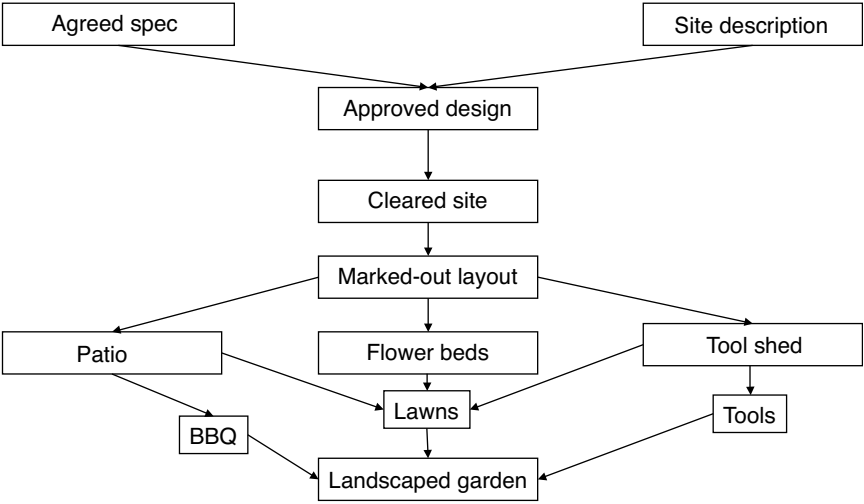 Agreed spec
Site description
Approved design
Cleared site
Marked-out layout
Patio
Flower beds
Tool shed
BBQ
Lawns
Tools
Landscaped garden